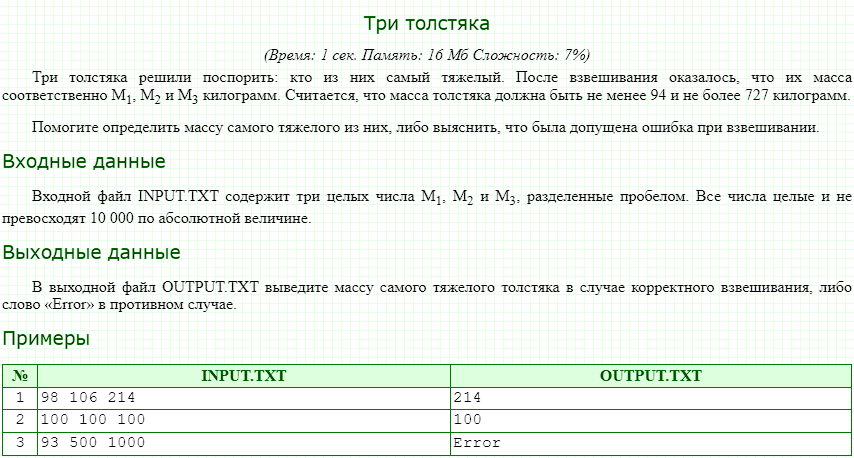 Три толстяка
(Время: 1 сек. Память: 16 Мб Сложность: 7%)
Три толстяка решили поспорить: кто из них самый тяжелый. После взвешивания оказалось, что их масса
соответственно M1, M2 и M3 килограмм. Считается, что масса толстяка должна быть не менее 94 и не более 727 килограмм.
Помогите определить массу самого тяжелого из них, либо выяснить, что была допущена ошибка при взвешивании.
Входные данные
Входной файл INPUT.TXT содержит три целых числа M1, M2 и M3, разделенные пробелом. Все числа целые и не
превосходят 10 000 по абсолютной величине.
Выходные данные
В выходной файл OUTPUT.TXT выведите массу самого тяжелого толстяка в случае корректного взвешивания, либо
слово «Error» в противном случае.
Примеры
№ INPUT.TXT OUTPUT.TXT
1 98 106 214 214
2 100 100 100 100
3 93 500 1000 Error